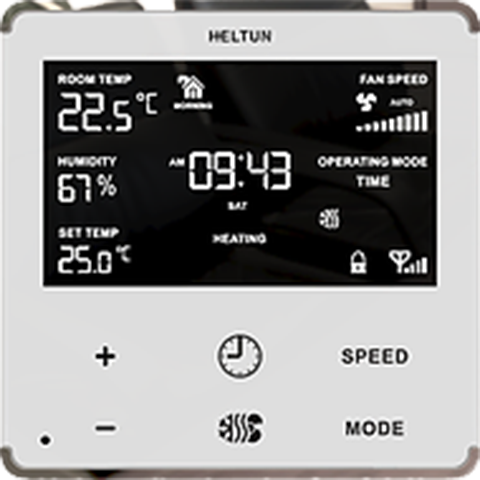 HELTUN
ROOM TEMP
22.5°C
MORNING
FAN SPEED
AUTO
HUMIDITY
67%
AM 09:43
SAT
OPERATING MODE
TIME
SET TEMP
25.0°C
HEATING
+
SPEED
−
MODE